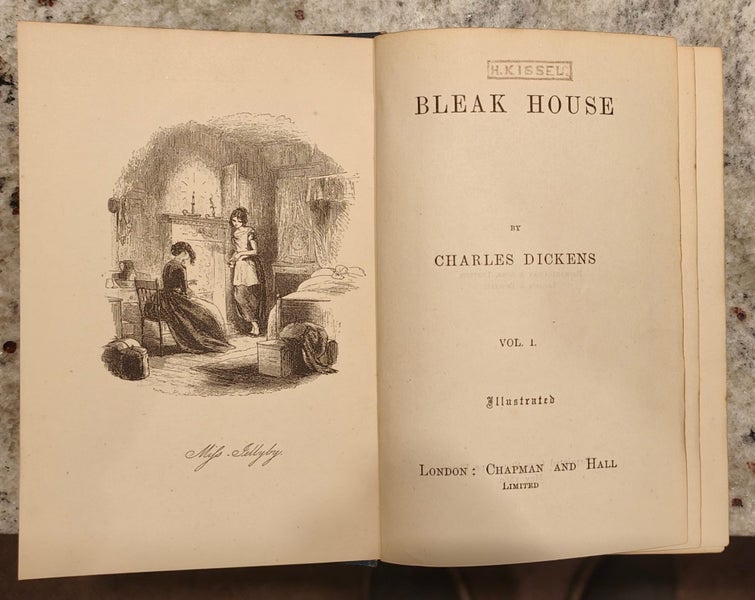 Miss Jellyby.
H. KISSEL.
BLEAK HOUSE
BY
CHARLES DICKENS
VOL. I.
Illustrated
LONDON: CHAPMAN AND HALL
LIMITED